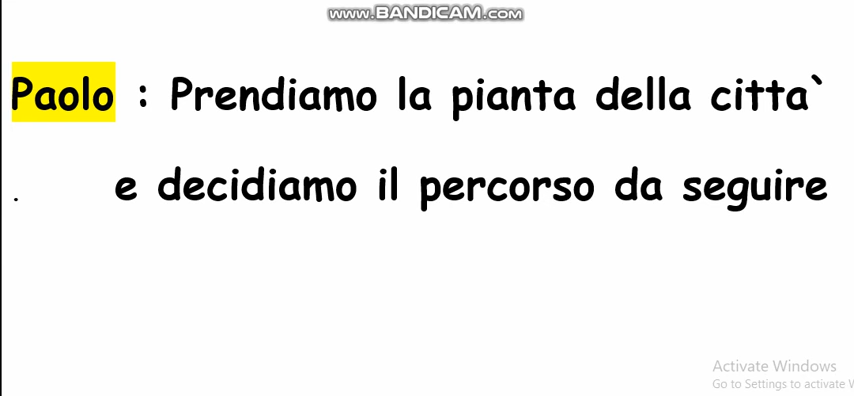 www.BANDICAM.com
Paolo : Prendiamo la pianta della citta`
. e decidiamo il percorso da seguire
Activate Windows
Go to Settings to activate W